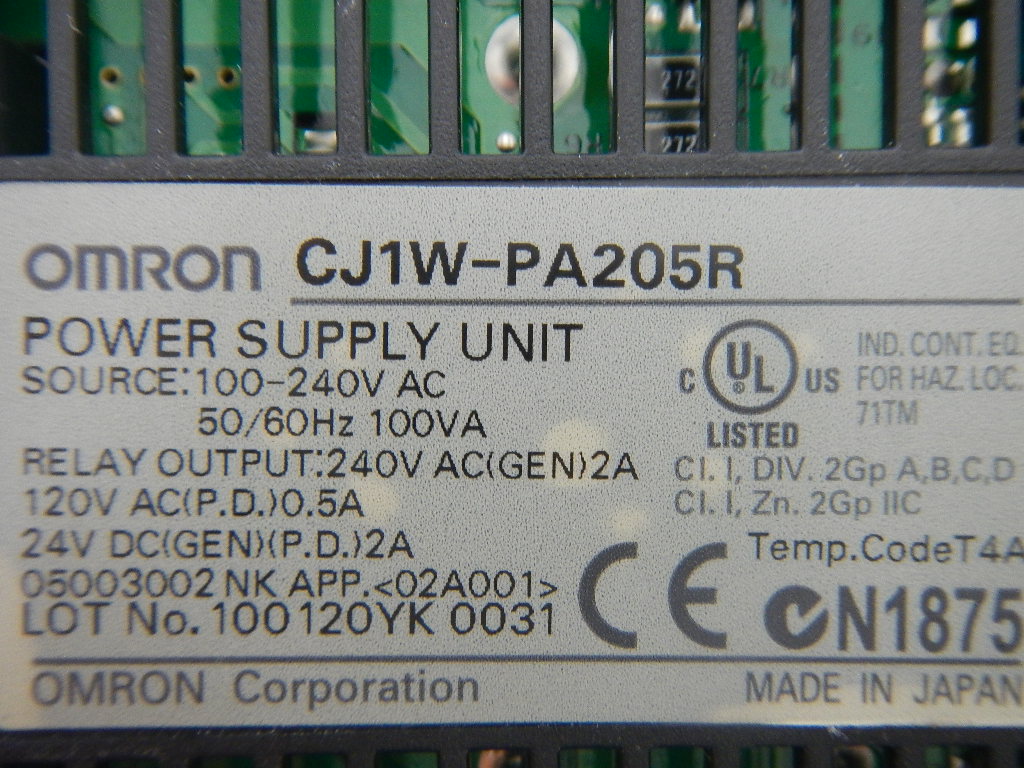 272
272
OMRON CJ1W-PA205R
POWER SUPPLY UNIT
SOURCE:100-240V AC
50/60Hz 100VA
RELAY OUTPUT:240V AC(GEN)2A
120V AC(P.D.)0.5A
24V DC(GEN)(P.D.)2A
05003002 NK APP.<02A001>
LOT No. 100120YK 0031
C UL US
LISTED
IND. CONT. EQ.
FOR HAZ. LOC.
71TM
Cl. I, DIV. 2Gp A,B,C,D
Cl. I, Zn. 2Gp IIC
Temp.Code T4A
CE N1875
OMRON Corporation
MADE IN JAPAN